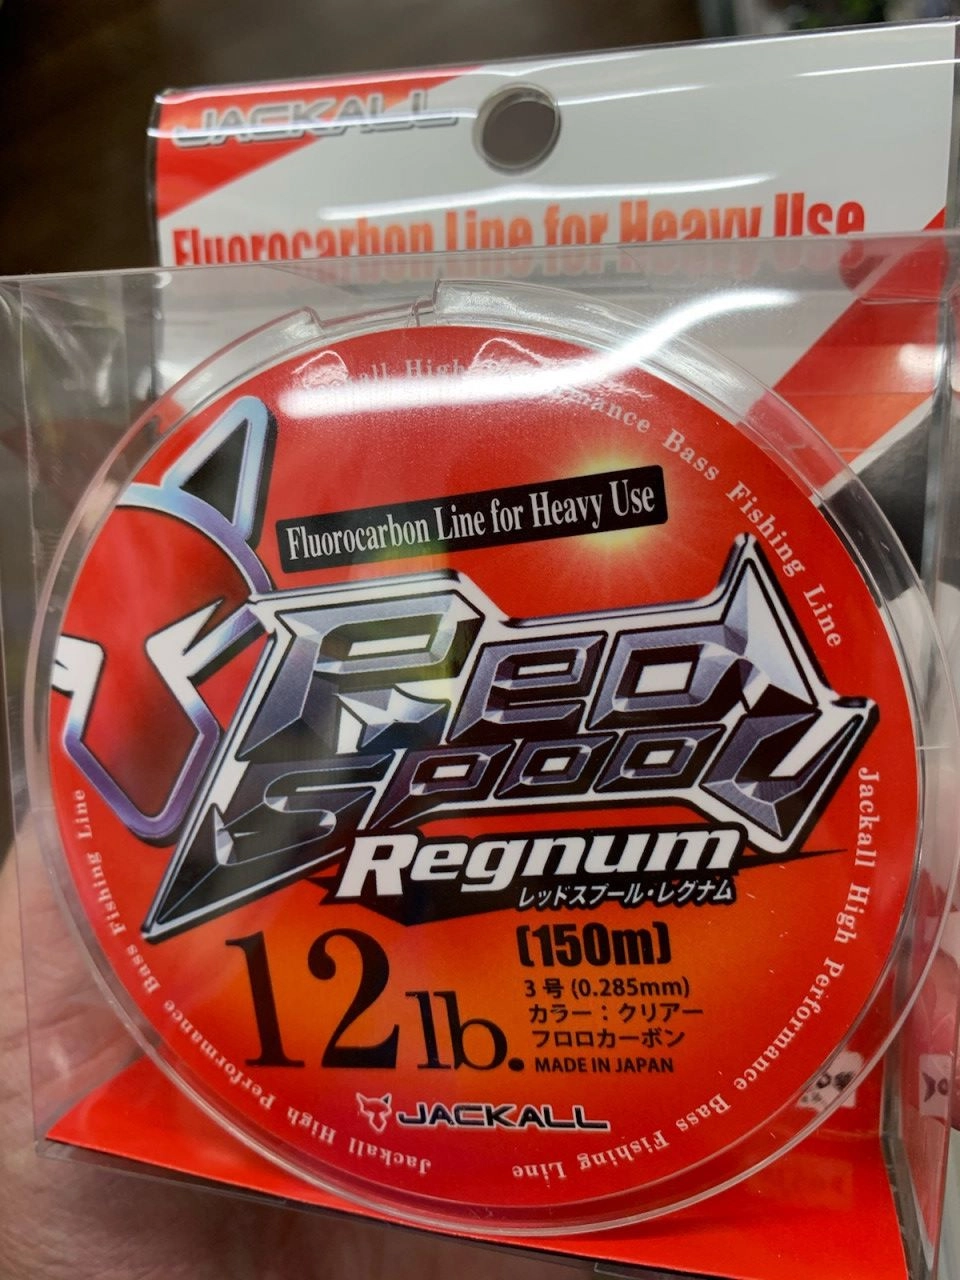 JACKALL
Fluorocarbon Line for Heavy Use
Jackall High Performance Bass Fishing Line
Fluorocarbon Line for Heavy Use
Red
Spool
Regnum
レッドスプール・レグナム
12lb.
(150m)
3号(0.285mm)
カラー:クリアー
フロロカーボン
MADE IN JAPAN
JACKALL
Jackall High Performance Bass Fishing Line
Jackall High Performance Bass Fishing Line